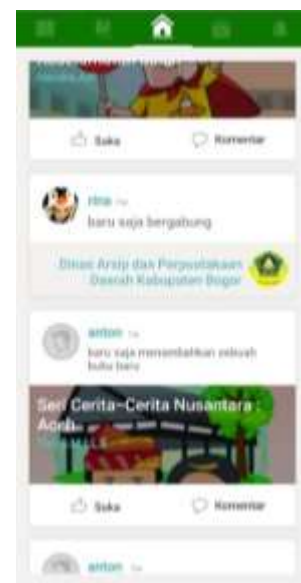 Suka Komentar
rina
baru saja bergabung
Dinas Arsip dan Perpustakaan
Daerah Kabupaten Bogor
anton
baru saja menambahkan sebuah
buku baru
Seri Cerita-Cerita Nusantara :
Aceh
Suka Komentar
anton